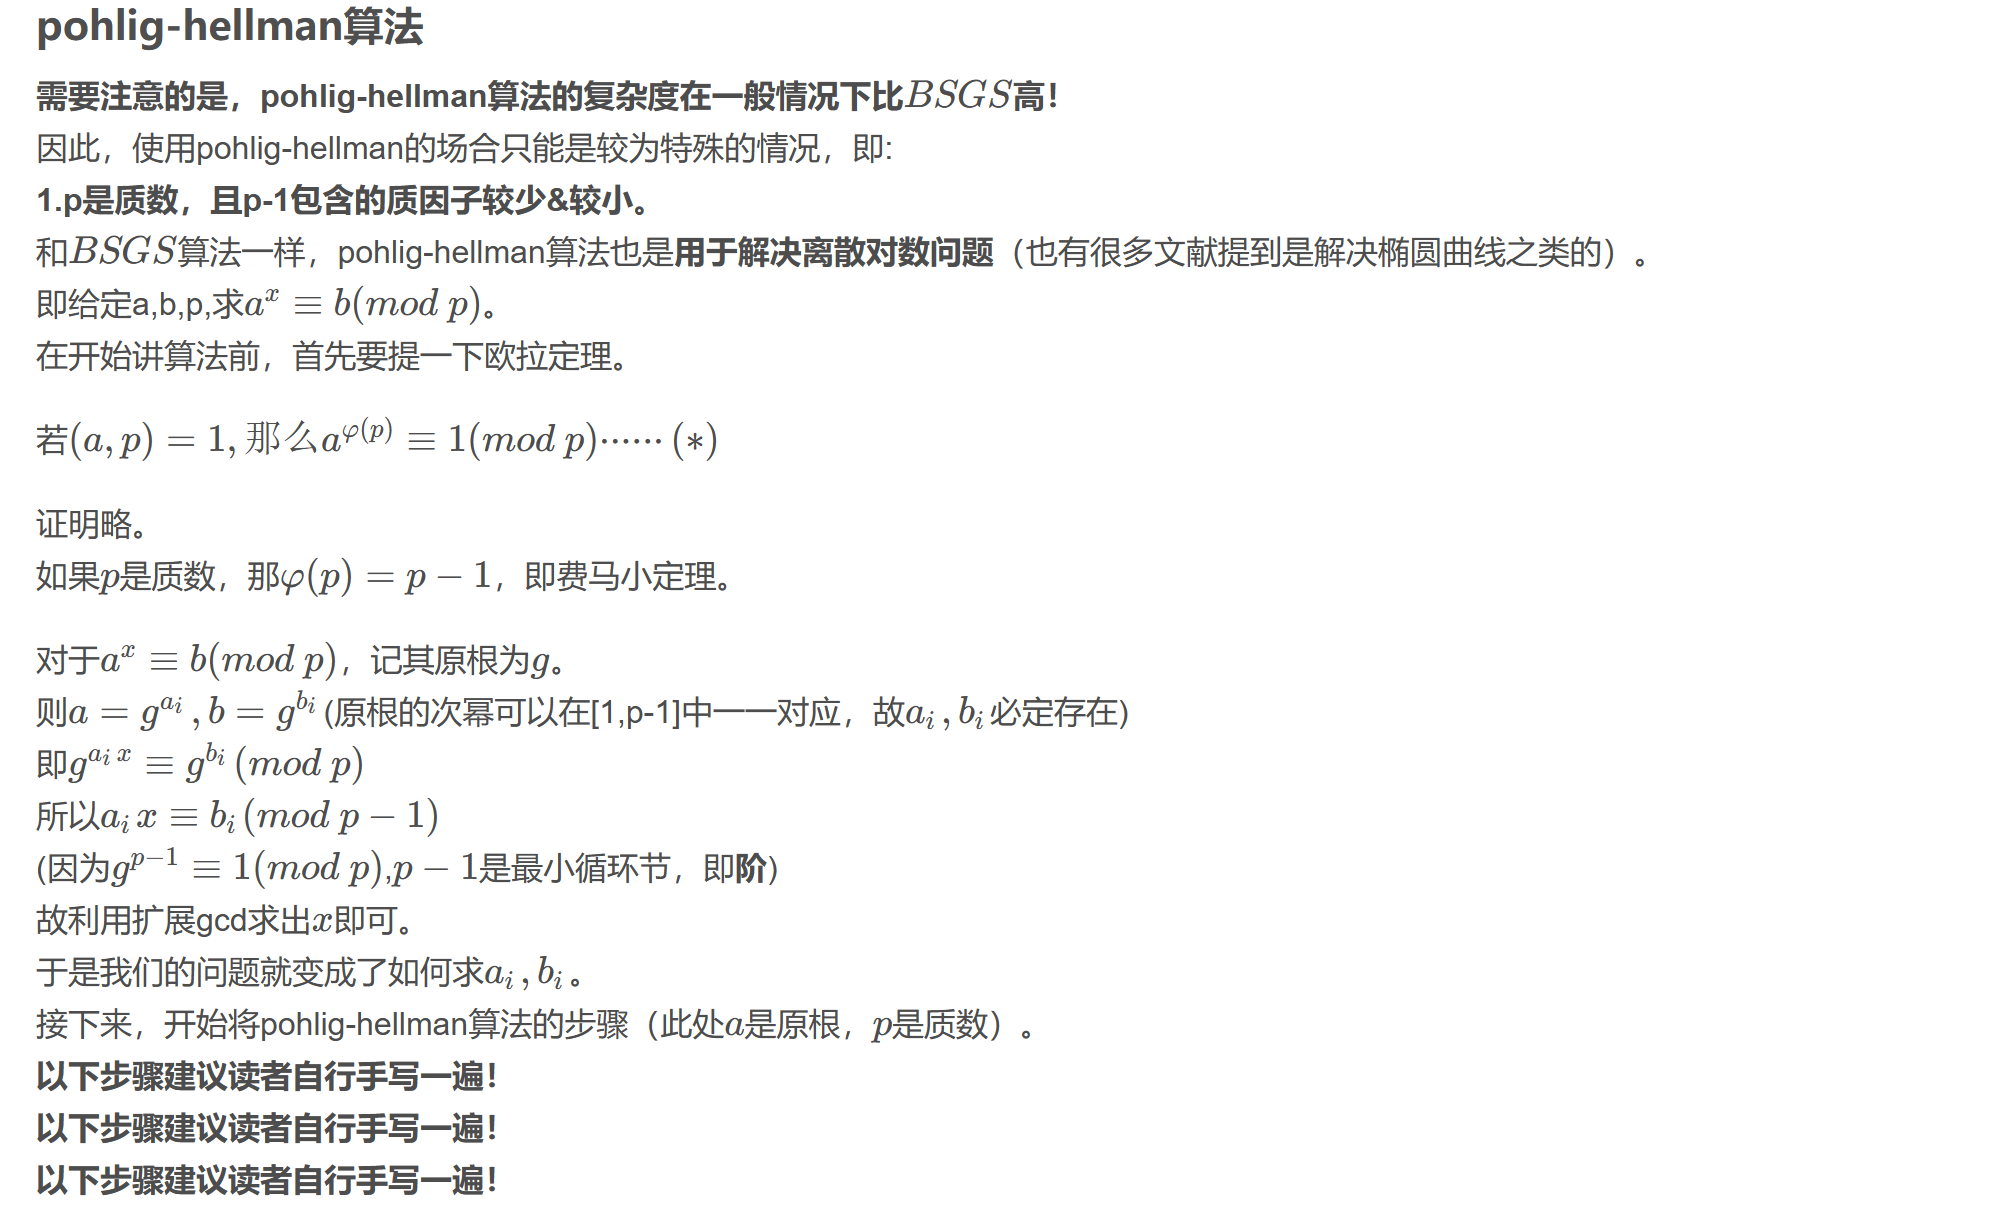 pohlig-hellman算法
需要注意的是，pohlig-hellman算法的复杂度在一般情况下比BSGS高！
因此，使用pohlig-hellman的场合只能是较为特殊的情况，即:
1.p是质数，且p-1包含的质因子较少&较小。
和BSGS算法一样，pohlig-hellman算法也是用于解决离散对数问题（也有很多文献提到是解决椭圆曲线之类的）。
即给定a,b,p,求$a^x \equiv b(mod\ p)$。
在开始讲算法前，首先要提一下欧拉定理。
若$(a,p)=1,那么a^{\varphi(p)} \equiv 1(mod\ p)\cdots\cdots(*)$
证明略。
如果$p$是质数，那$\varphi(p)=p-1$，即费马小定理。
对于$a^x \equiv b(mod\ p)$，记其原根为$g$。
则$a=g^{a_i},b=g^{b_i}$(原根的次幂可以在[1,p-1]中一一对应，故$a_i,b_i$必定存在)
即$g^{a_i x} \equiv g^{b_i}(mod\ p)$
所以$a_i x \equiv b_i(mod\ p-1)$
(因为$g^{p-1} \equiv 1(mod\ p)$,$p-1$是最小循环节，即阶)
故利用扩展gcd求出$x$即可。
于是我们的问题就变成了如何求$a_i,b_i$。
接下来，开始将pohlig-hellman算法的步骤（此处$a$是原根，$p$是质数）。
以下步骤建议读者自行手写一遍！
以下步骤建议读者自行手写一遍！
以下步骤建议读者自行手写一遍！